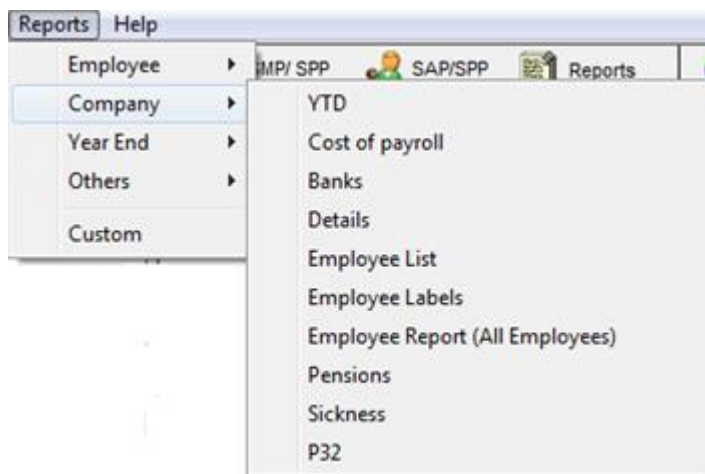 Reports Help
Employee
MP/ SPP SAP/SPP Reports
Company
YTD
Year End
Cost of payroll
Others
Banks
Custom
Details
Employee List
Employee Labels
Employee Report (All Employees)
Pensions
Sickness
P32